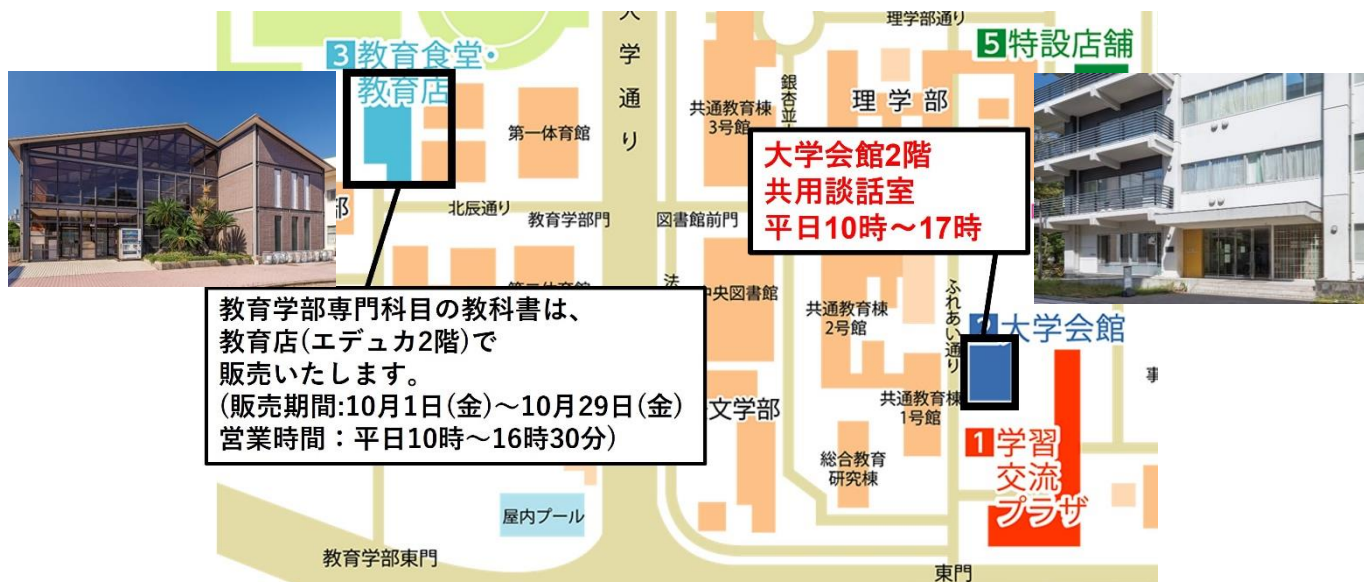 大学通り
理学部通り
3 教育食堂・
教育店
5 特設店舗
第一体育館
共通教育棟
3号館
理学部
大学会館2階
共用談話室
平日10時～17時
北辰通り
教育学部門
図書館前門
教育学部専門科目の教科書は、
教育店(エデュカ2階)で
販売いたします。
(販売期間:10月1日(金)～10月29日(金)
営業時間：平日10時～16時30分)
中央図書館
共通教育棟
2号館
ふれあい通り
2 大学会館
共通教育棟
1号館
文学部
1 学習
交流
プラザ
総合教育
研究棟
屋内プール
教育学部東門
東門